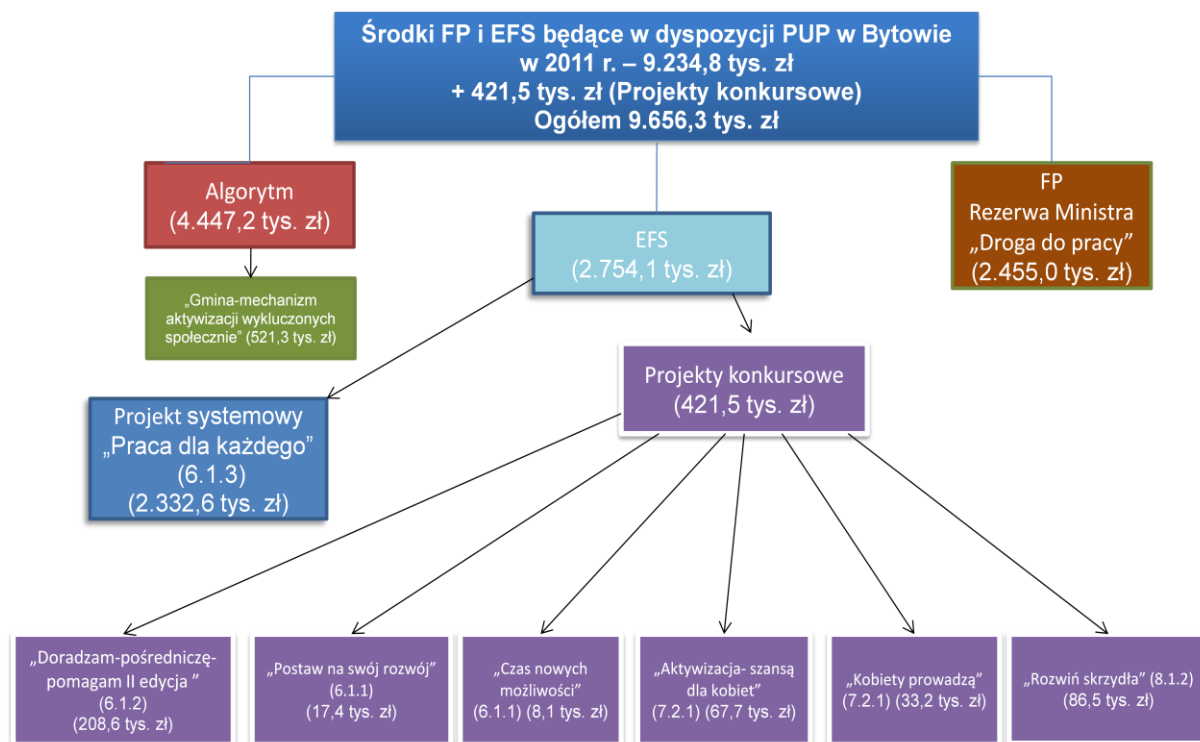 Środki FP i EFS będące w dyspozycji PUP w Bytowie
w 2011 r. – 9.234,8 tys. zł
+ 421,5 tys. zł (Projekty konkursowe)
Ogółem 9.656,3 tys. zł
Algorytm
(4.447,2 tys. zł)
EFS
(2.754,1 tys. zł)
FP
Rezerwa Ministra
„Droga do pracy”
(2.455,0 tys. zł)
„Gmina-mechanizm
aktywizacji wykluczonych
społecznie” (521,3 tys. zł)
Projekty konkursowe
(421,5 tys. zł)
Projekt systemowy
„Praca dla każdego”
(6.1.3)
(2.332,6 tys. zł)
„Doradzam-pośredniczę-
pomagam II edycja ”
(6.1.2)
(208,6 tys. zł)
„Postaw na swój rozwój”
(6.1.1)
(17,4 tys. zł)
„Czas nowych
możliwości”
(6.1.1) (8,1 tys. zł)
„Aktywizacja- szansą
dla kobiet”
(7.2.1) (67,7 tys. zł)
„Kobiety prowadzą”
(7.2.1) (33,2 tys. zł)
„Rozwiń skrzydła” (8.1.2)
(86,5 tys. zł)